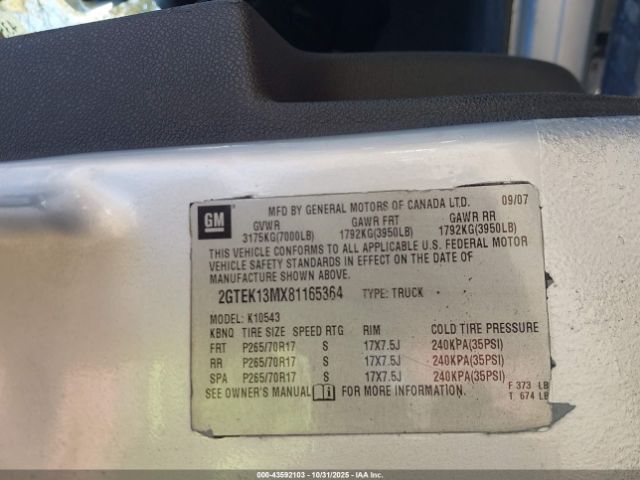 GM
MFD BY GENERAL MOTORS OF CANADA LTD. 09/07
GVWR GAWR FRT GAWR RR
3175KG(7000LB) 1792KG(3950LB) 1792KG(3950LB)
THIS VEHICLE CONFORMS TO ALL APPLICABLE U.S. FEDERAL MOTOR
VEHICLE SAFETY STANDARDS IN EFFECT ON THE DATE OF
MANUFACTURE SHOWN ABOVE.
2GTEK13MX81165364 TYPE: TRUCK
MODEL: K10543
KBNQ TIRE SIZE SPEED RTG RIM COLD TIRE PRESSURE
FRT P265/70R17 S 17X7.5J 240KPA(35PSI)
RR P265/70R17 S 17X7.5J 240KPA(35PSI)
SPA P265/70R17 S 17X7.5J 240KPA(35PSI)
SEE OWNER'S MANUAL i FOR MORE INFORMATION.
F 373 LB
T 674 LB
000-43592103 | 10/31/2025 | IAA Inc.